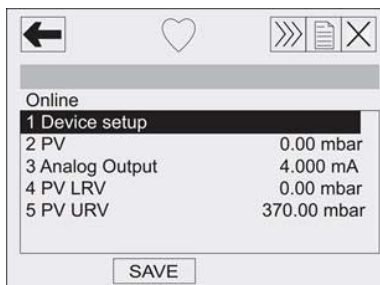 Online
1 Device setup
2 PV 0.00 mbar
3 Analog Output 4.000 mA
4 PV LRV 0.00 mbar
5 PV URV 370.00 mbar
SAVE